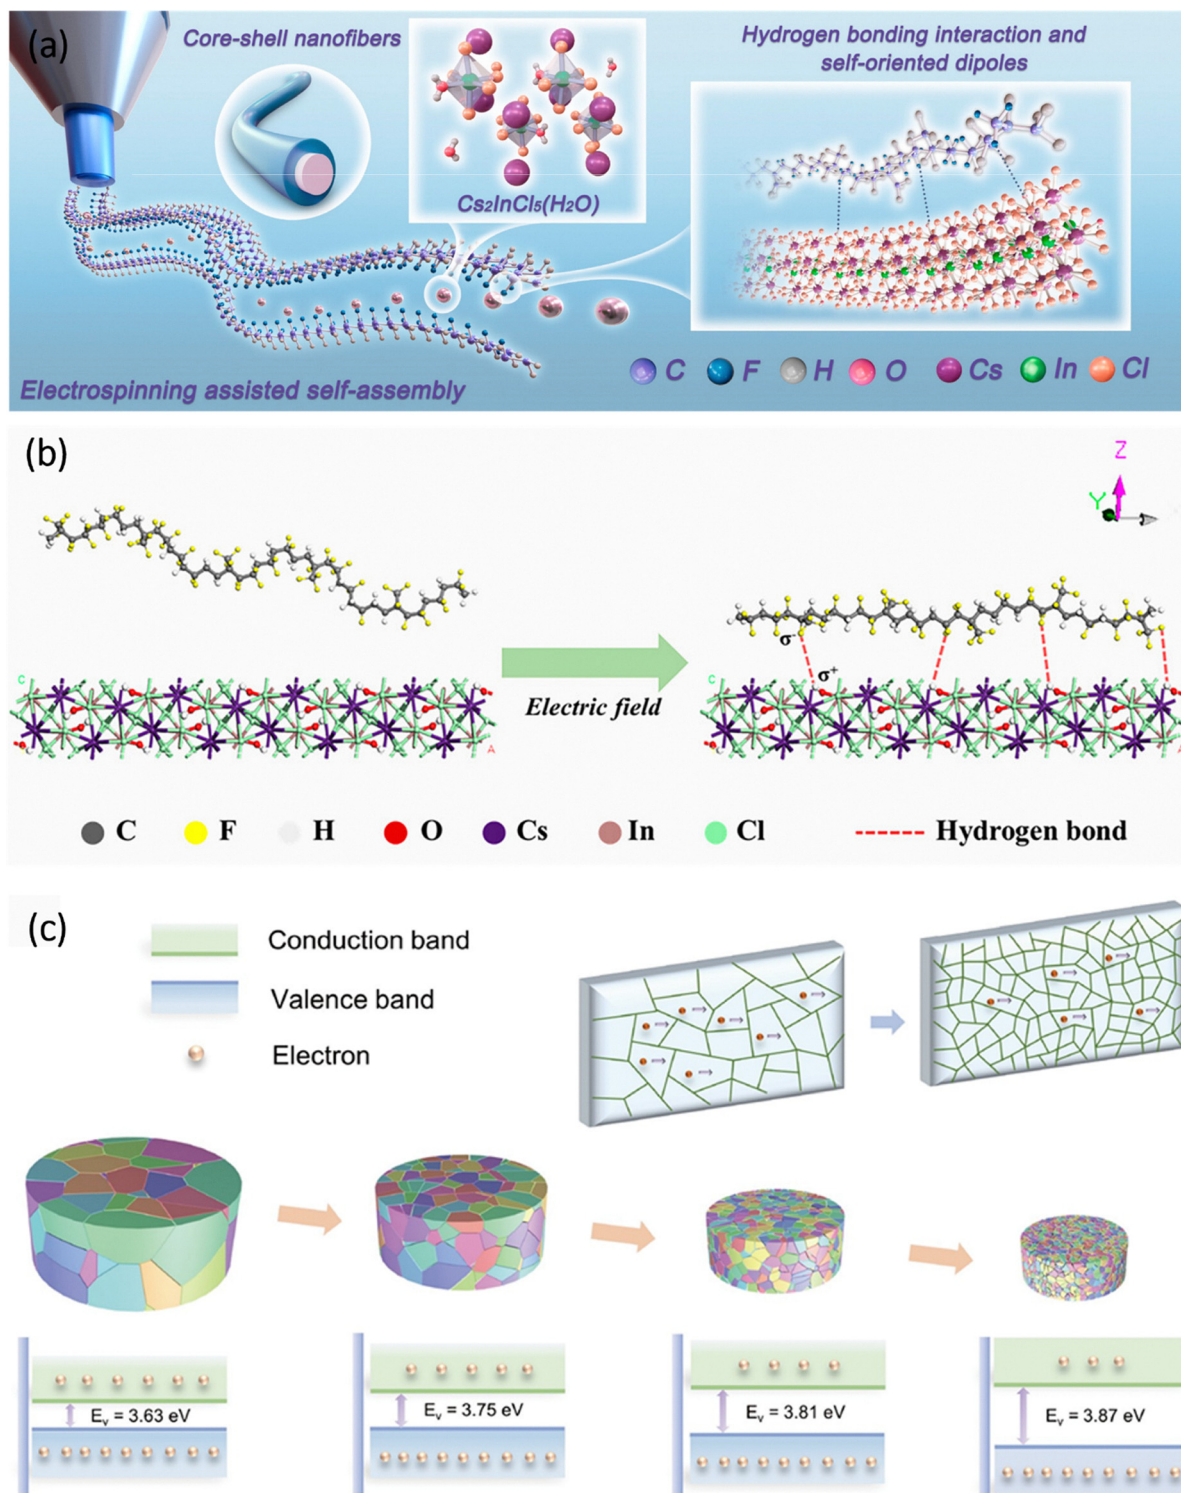 (a)
Core-shell nanofibers
Cs₂InCl₅(H₂O)
Hydrogen bonding interaction and
self-oriented dipoles
C F H O Cs In Cl
Electrospinning assisted self-assembly
(b)
Z
Y
σ⁻
σ⁺
C
A
Electric field
C
A
C F H O Cs In Cl Hydrogen bond
(c)
Conduction band
Valence band
Electron
Eᵥ = 3.63 eV
Eᵥ = 3.75 eV
Eᵥ = 3.81 eV
Eᵥ = 3.87 eV